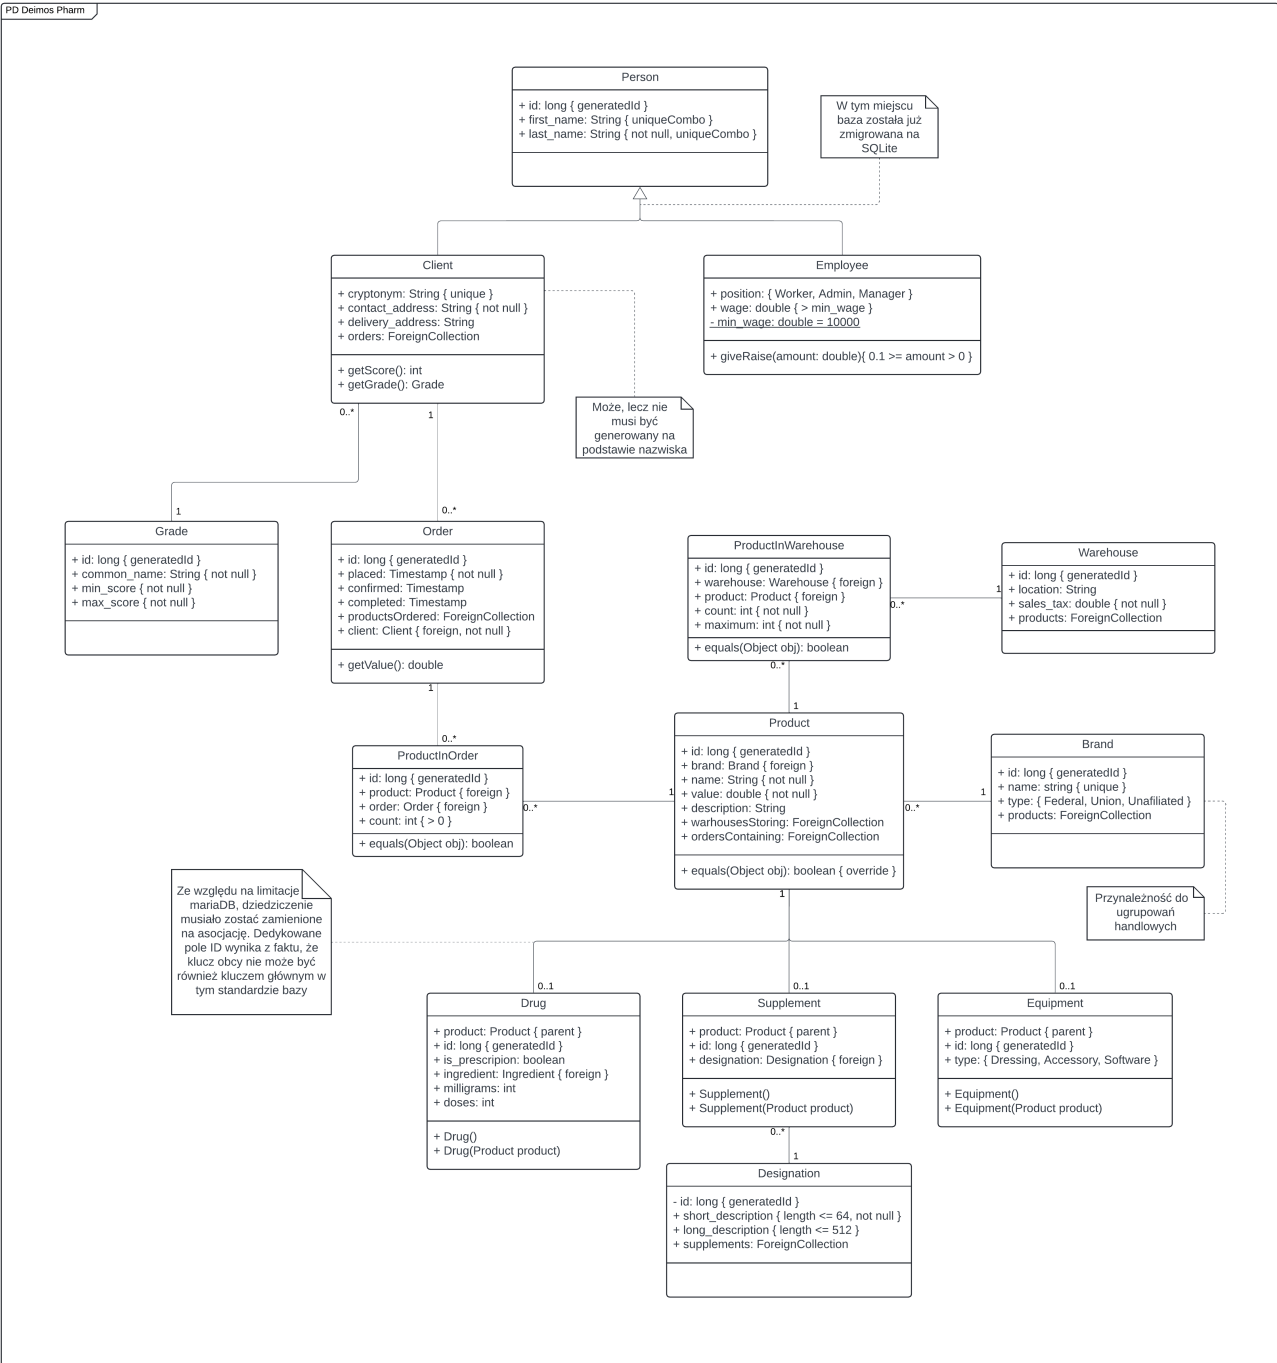 PD Deimos Pharm
Person
+ id: long { generatedId }
+ first_name: String { uniqueCombo }
+ last_name: String { not null, uniqueCombo }
W tym miejscu
baza została już
zmigrowana na
SQLite
Client
+ cryptonym: String { unique }
+ contact_address: String { not null }
+ delivery_address: String
+ orders: ForeignCollection
+ getScore(): int
+ getGrade(): Grade
Employee
+ position: { Worker, Admin, Manager }
+ wage: double { > min_wage }
- min_wage: double = 10000
+ giveRaise(amount: double){ 0.1 >= amount > 0 }
0..*
1
Może, lecz nie
musi być
generowany na
podstawie nazwiska
1
0..*
Grade
+ id: long { generatedId }
+ common_name: String { not null }
+ min_score { not null }
+ max_score { not null }
Order
+ id: long { generatedId }
+ placed: Timestamp { not null }
+ confirmed: Timestamp
+ completed: Timestamp
+ productsOrdered: ForeignCollection
+ client: Client { foreign, not null }
+ getValue(): double
ProductInWarehouse
+ id: long { generatedId }
+ warehouse: Warehouse { foreign }
+ product: Product { foreign }
+ count: int { not null }
+ maximum: int { not null }
+ equals(Object obj): boolean
0..*
1
Warehouse
+ id: long { generatedId }
+ location: String
+ sales_tax: double { not null }
+ products: ForeignCollection
0..*
1
1
0..*
ProductInOrder
+ id: long { generatedId }
+ product: Product { foreign }
+ order: Order { foreign }
+ count: int { > 0 }
+ equals(Object obj): boolean
0..*
1
Product
+ id: long { generatedId }
+ brand: Brand { foreign }
+ name: String { not null }
+ value: double { not null }
+ description: String
+ warhousesStoring: ForeignCollection
+ ordersContaining: ForeignCollection
+ equals(Object obj): boolean { override }
0..*
1
Brand
+ id: long { generatedId }
+ name: string { unique }
+ type: { Federal, Union, Unafiliated }
+ products: ForeignCollection
Przynależność do
ugrupowań
handlowych
Ze względu na limitacje
mariaDB, dziedziczenie
musiało zostać zamienione
na asocjację. Dedykowane
pole ID wynika z faktu, że
klucz obcy nie może być
również kluczem głównym w
tym standardzie bazy
1
0..1
0..1
0..1
Drug
+ product: Product { parent }
+ id: long { generatedId }
+ is_prescripion: boolean
+ ingredient: Ingredient { foreign }
+ milligrams: int
+ doses: int
+ Drug()
+ Drug(Product product)
Supplement
+ product: Product { parent }
+ id: long { generatedId }
+ designation: Designation { foreign }
+ Supplement()
+ Supplement(Product product)
Equipment
+ product: Product { parent }
+ id: long { generatedId }
+ type: { Dressing, Accessory, Software }
+ Equipment()
+ Equipment(Product product)
0..*
1
Designation
- id: long { generatedId }
+ short_description { length <= 64, not null }
+ long_description { length <= 512 }
+ supplements: ForeignCollection